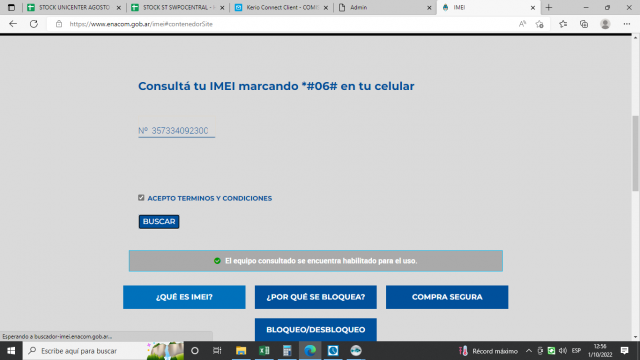 STOCK UNICENTER AGOSTO
STOCK ST SWPOCENTRAL -
Kerio Connect Client - COMB
Admin
IMEI
https://www.enacom.gob.ar/imei#contenedorSite
Consultá tu IMEI marcando *#06# en tu celular
Nº 35733409230
ACEPTO TERMINOS Y CONDICIONES
BUSCAR
El equipo consultado se encuentra habilitado para el uso.
¿QUÉ ES IMEI?
¿POR QUÉ SE BLOQUEA?
COMPRA SEGURA
BLOQUEO/DESBLOQUEO
Esperando a buscador-imei.enacom.gob.ar...
Escribe aquí para buscar
Récord máximo
ESP
12:56
1/10/2022